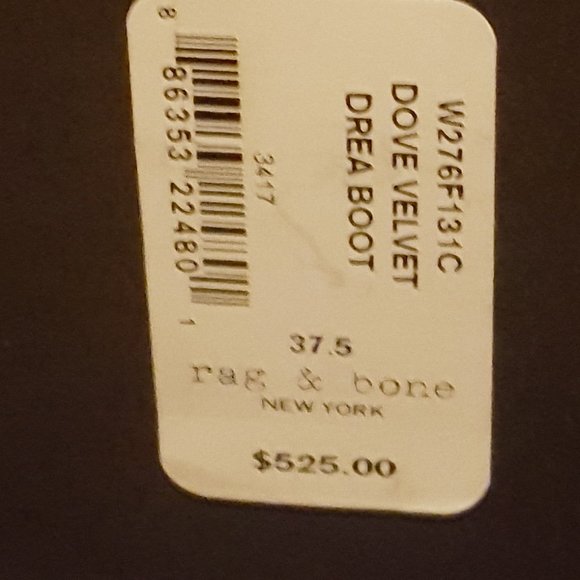 W276F131C
DOVE VELVET
DREA BOOT
3417
8 86353 22480 1
37.5
rag & bone
NEW YORK
$525.00